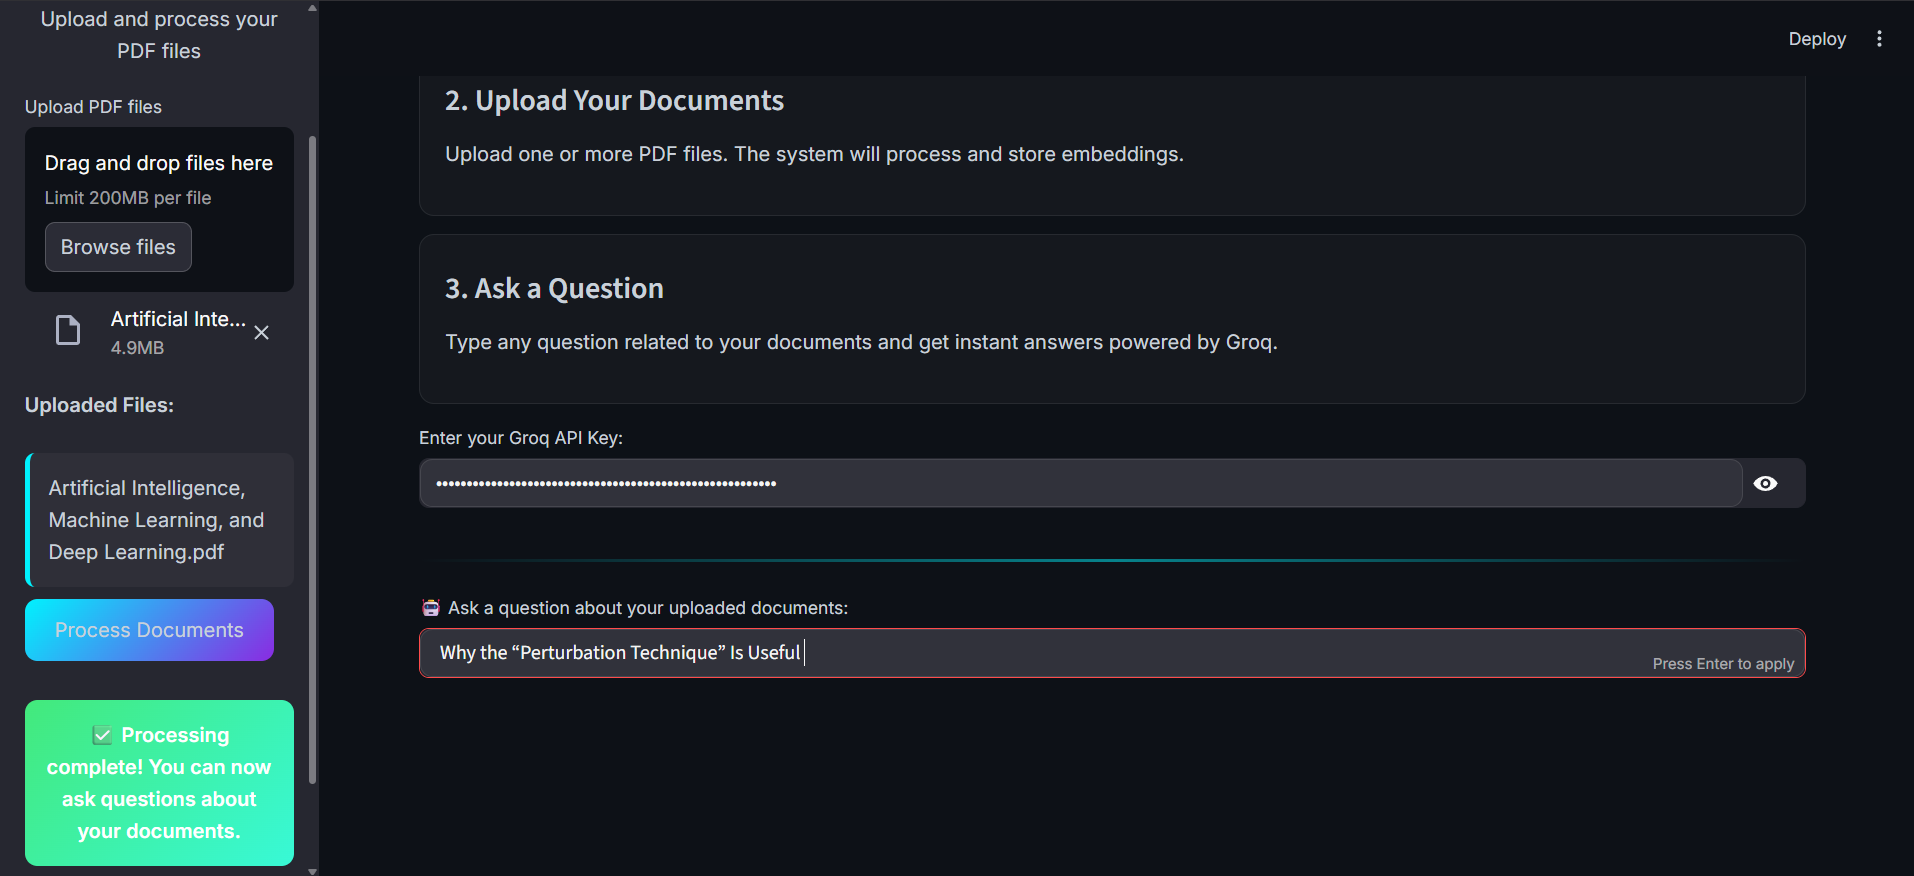 Upload and process your
PDF files
Upload PDF files
Drag and drop files here
Limit 200MB per file
Browse files
Artificial Inte...
4.9MB
Uploaded Files:
Artificial Intelligence,
Machine Learning, and
Deep Learning.pdf
Process Documents
✅ Processing
complete! You can now
ask questions about
your documents.
Deploy
2. Upload Your Documents
Upload one or more PDF files. The system will process and store embeddings.
3. Ask a Question
Type any question related to your documents and get instant answers powered by Groq.
Enter your Groq API Key:
🤖 Ask a question about your uploaded documents:
Why the “Perturbation Technique” Is Useful
Press Enter to apply